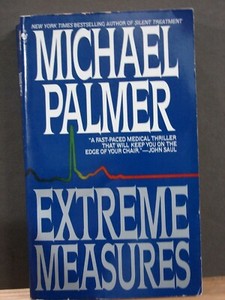 NEW YORK TIMES BESTSELLING AUTHOR OF SILENT TREATMENT
MICHAEL
PALMER
"A FAST-PACED MEDICAL THRILLER
THAT WILL KEEP YOU ON THE
EDGE OF YOUR CHAIR."—JOHN SAUL
EXTREME
MEASURES